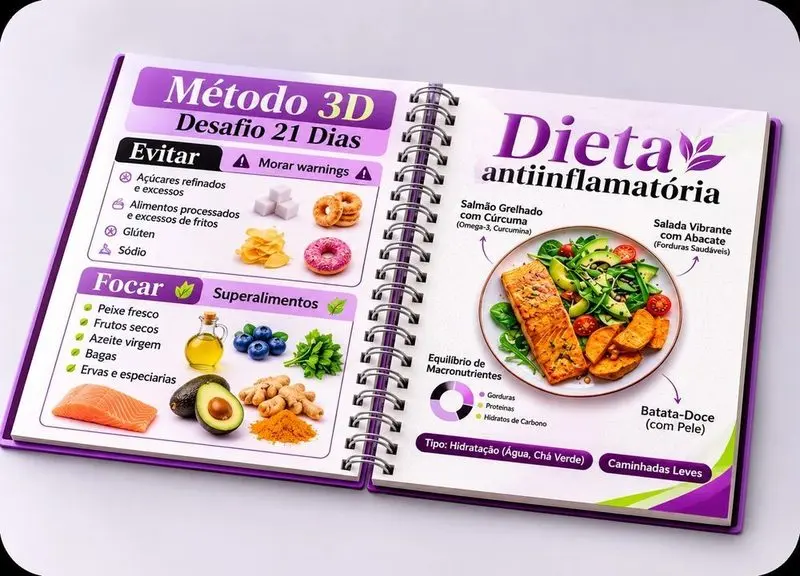 Método 3D
Desafio 21 Dias
Evitar
Morar warnings
Açúcares refinados
e excessos
Alimentos processados
e excessos de fritos
Glúten
Sódio
Focar
Superalimentos
Peixe fresco
Frutos secos
Azeite virgem
Bagas
Ervas e especiarias
Dieta
antiinflamatória
Salmão Grelhado
com Cúrcuma
(Omega-3, Curcumina)
Salada Vibrante
com Abacate
(Forduras Saudáveis)
Equilíbrio de
Macronutrientes
Gorduras
Proteínas
Hidratos de Carbono
Batata-Doce
(com Pele)
Tipo: Hidratação (Água, Chá Verde)
Caminhadas Leves